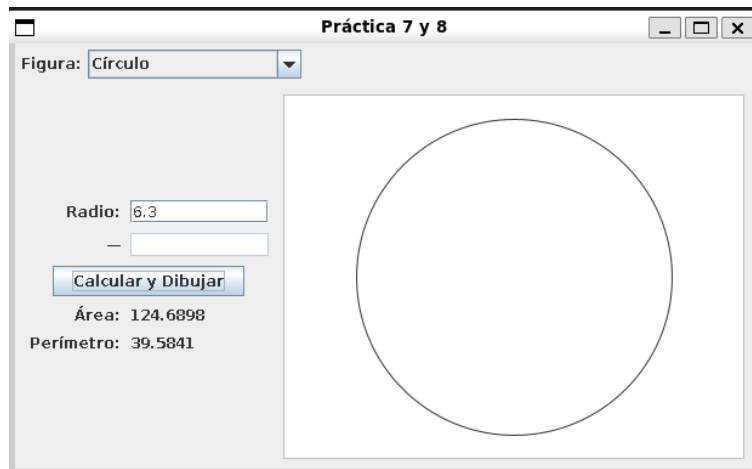 Práctica 7 y 8
Figura: Círculo
Radio: 6.3
—
Calcular y Dibujar
Área: 124.6898
Perímetro: 39.5841